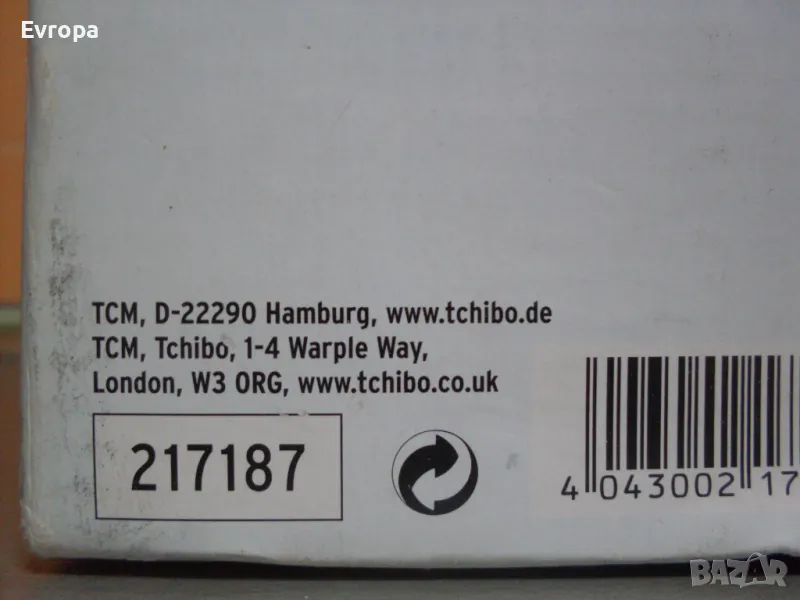 Evropa
TCM, D-22290 Hamburg, www.tchibo.de
TCM, Tchibo, 1-4 Warple Way,
London, W3 0RG, www.tchibo.co.uk
217187
4 043002 17
BAZAR